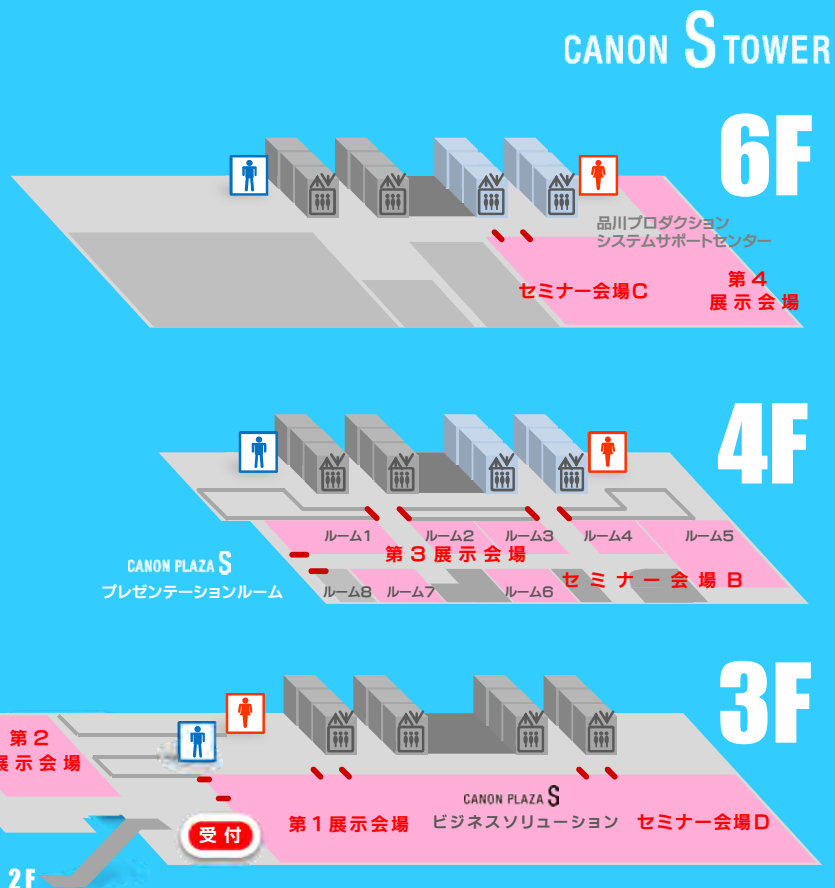 CANON S TOWER
6F
品川プロダクション
システムサポートセンター
セミナー会場C
第４
展示会場
4F
ルーム1
ルーム2
ルーム3
ルーム4
ルーム5
第３展示会場
CANON PLAZA S
プレゼンテーションルーム
セミナー会場B
ルーム8
ルーム7
ルーム6
3F
第２
展示会場
受付
第１展示会場
CANON PLAZA S
ビジネスソリューション
セミナー会場D
2F